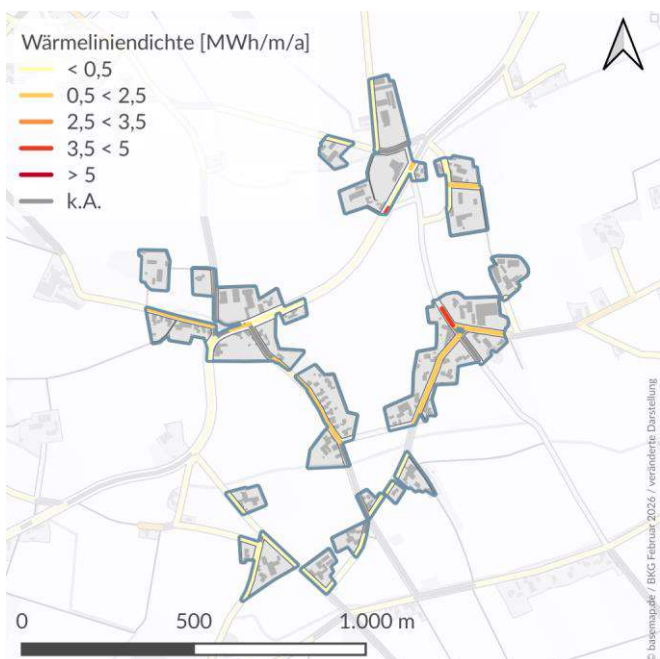 Wärmeliniendichte [MWh/m/a]
< 0,5
0,5 < 2,5
2,5 < 3,5
3,5 < 5
> 5
k.A.
0 500 1.000 m
© basemap.de / BKG Februar 2026 / veränderte Darstellung